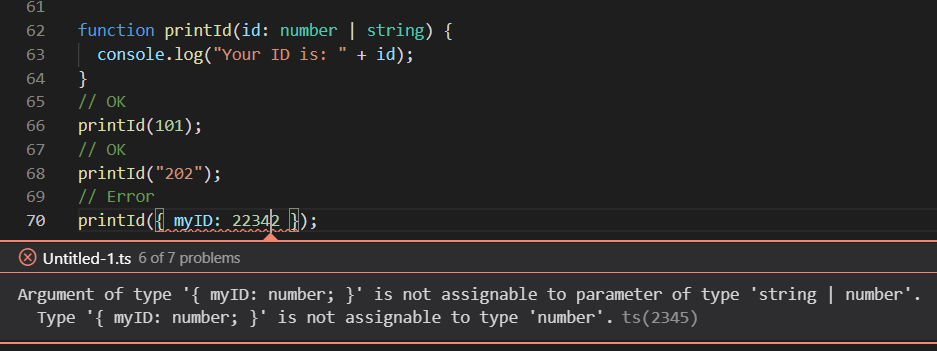 61
62 function printId(id: number | string) {
63   console.log("Your ID is: " + id);
64 }
65 // OK
66 printId(101);
67 // OK
68 printId("202");
69 // Error
70 printId({ myID: 22342 });
Untitled-1.ts 6 of 7 problems
Argument of type '{ myID: number; }' is not assignable to parameter of type 'string | number'.
  Type '{ myID: number; }' is not assignable to type 'number'. ts(2345)